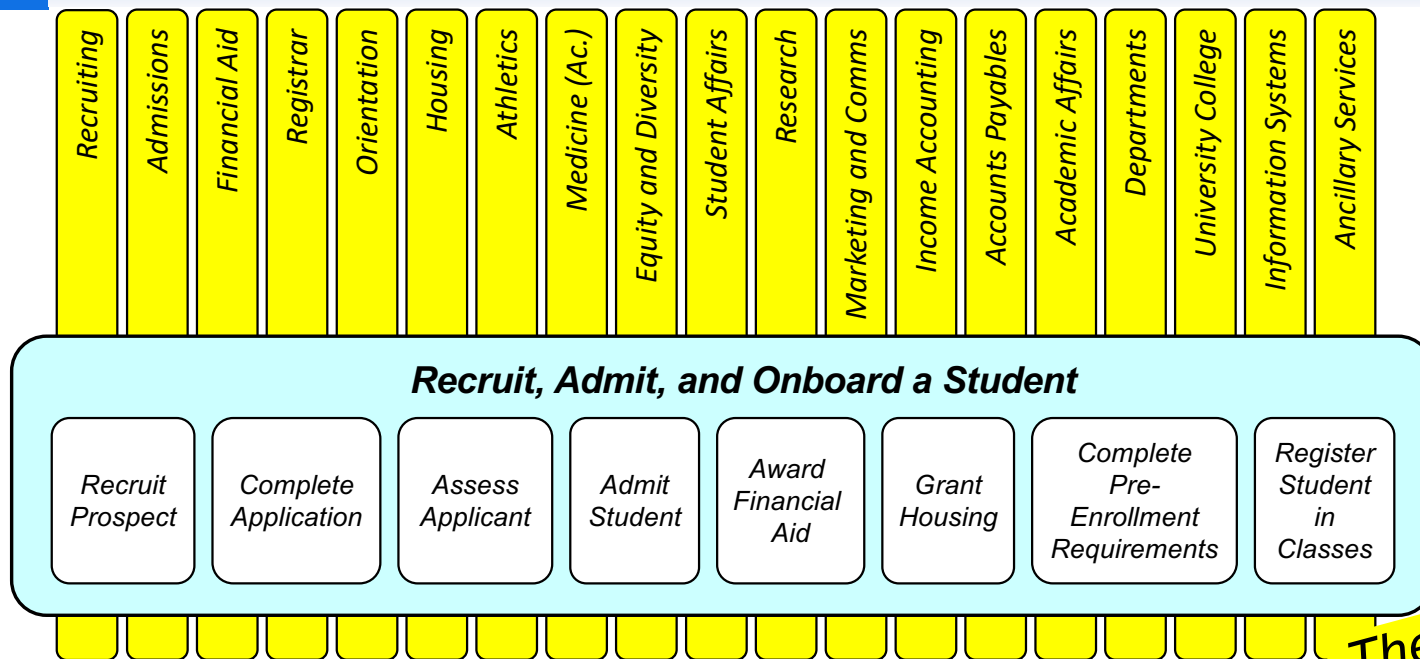 Recruiting
Admissions
Financial Aid
Registrar
Orientation
Housing
Athletics
Medicine (Ac.)
Equity and Diversity
Student Affairs
Research
Marketing and Comms
Income Accounting
Accounts Payables
Academic Affairs
Departments
University College
Information Systems
Ancillary Services
Recruit, Admit, and Onboard a Student
Recruit
Prospect
Complete
Application
Assess
Applicant
Admit
Student
Award
Financial
Aid
Grant
Housing
Complete
Pre-
Enrollment
Requirements
Register
Student
in
Classes
The